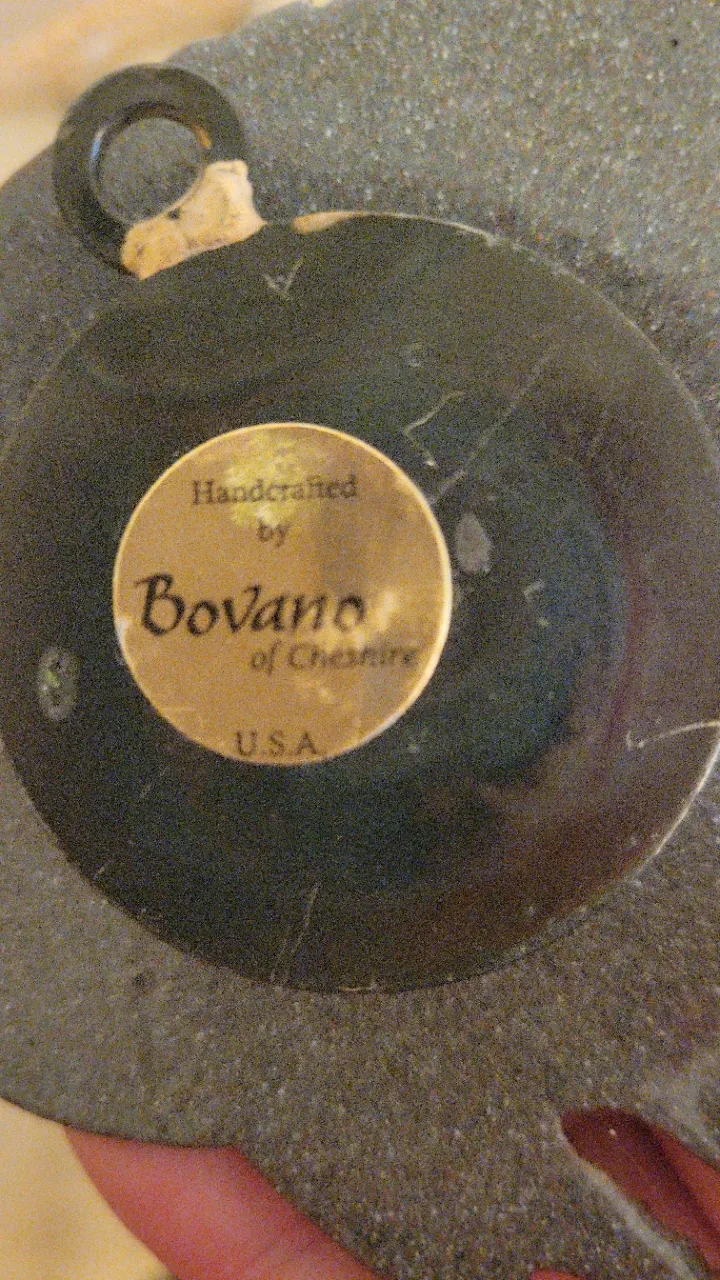 Handcrafted
by
Bovano
of Cheshire
U.S.A.